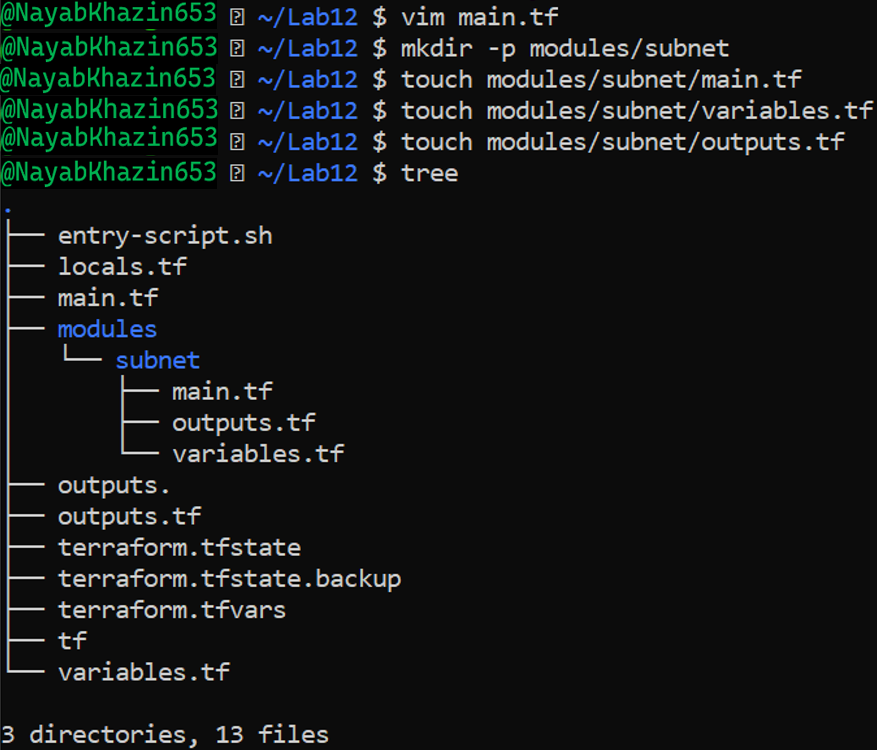 @NayabKhazin653 ~/Lab12 $ vim main.tf
@NayabKhazin653 ~/Lab12 $ mkdir -p modules/subnet
@NayabKhazin653 ~/Lab12 $ touch modules/subnet/main.tf
@NayabKhazin653 ~/Lab12 $ touch modules/subnet/variables.tf
@NayabKhazin653 ~/Lab12 $ touch modules/subnet/outputs.tf
@NayabKhazin653 ~/Lab12 $ tree
.
├── entry-script.sh
├── locals.tf
├── main.tf
├── modules
│   └── subnet
│       ├── main.tf
│       ├── outputs.tf
│       └── variables.tf
├── outputs.
├── outputs.tf
├── terraform.tfstate
├── terraform.tfstate.backup
├── terraform.tfvars
├── tf
└── variables.tf
3 directories, 13 files